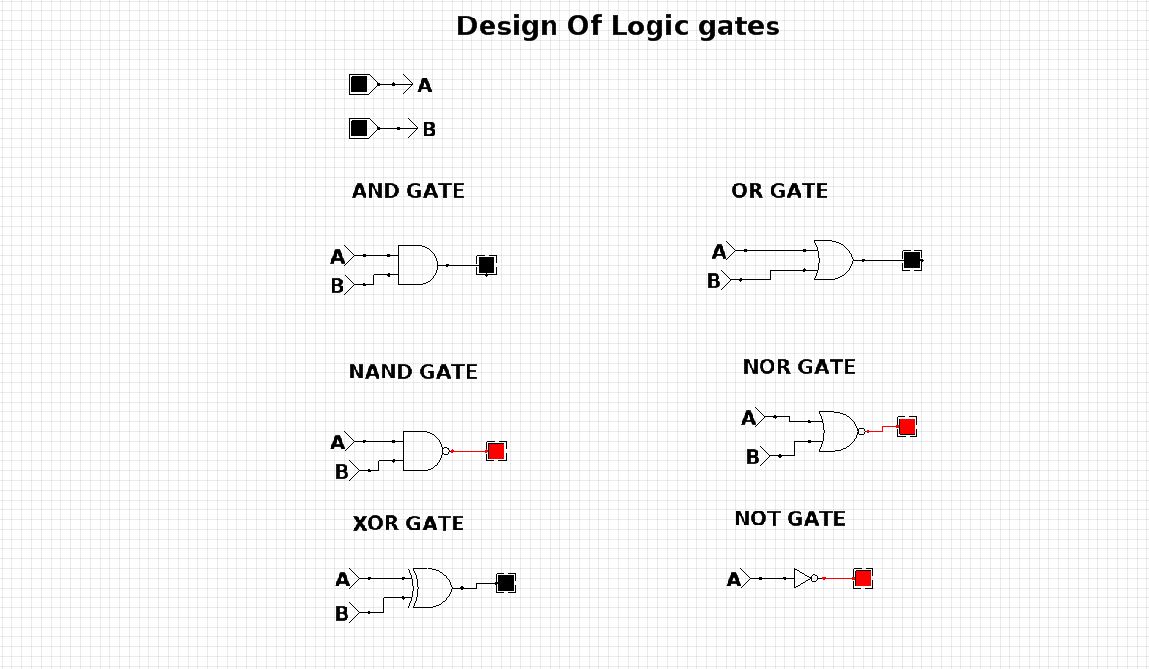 Design Of Logic gates
A
B
AND GATE
OR GATE
A
B
A
B
NAND GATE
NOR GATE
A
B
A
B
XOR GATE
NOT GATE
A
B
A